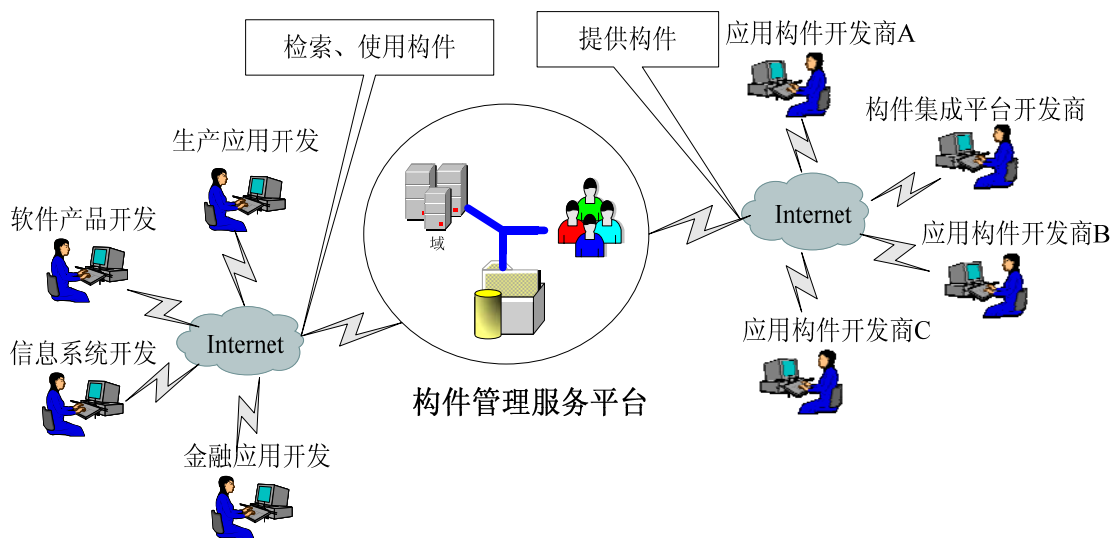 检索、使用构件
提供构件
应用构件开发商A
构件集成平台开发商
生产应用开发
软件产品开发
域
Internet
应用构件开发商B
信息系统开发
Internet
应用构件开发商C
构件管理服务平台
金融应用开发